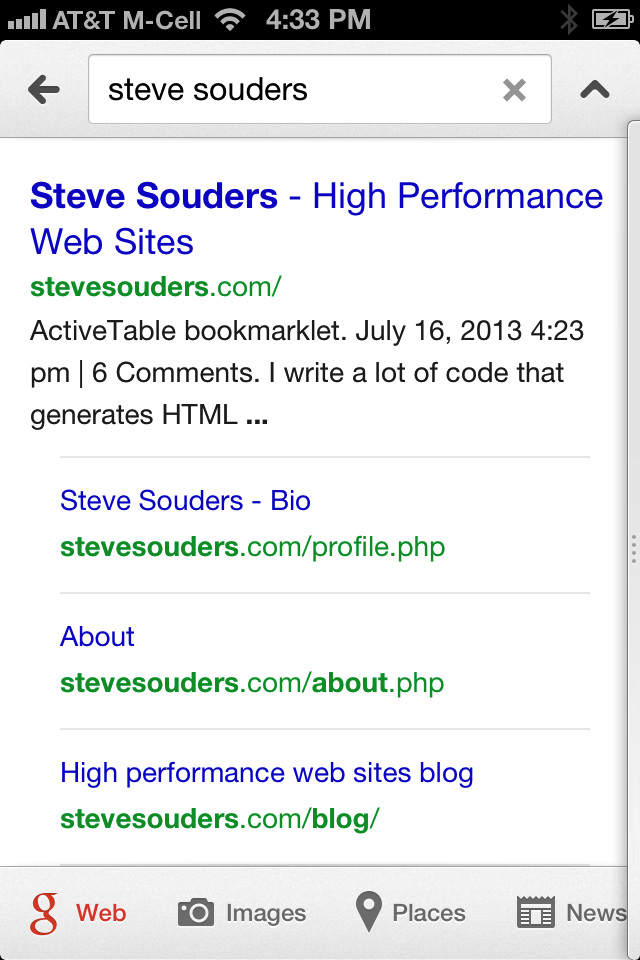 AT&T M-Cell 4:33 PM
steve souders
Steve Souders - High Performance
Web Sites
stevesouders.com/
ActiveTable bookmarklet. July 16, 2013 4:23
pm | 6 Comments. I write a lot of code that
generates HTML ...
Steve Souders - Bio
stevesouders.com/profile.php
About
stevesouders.com/about.php
High performance web sites blog
stevesouders.com/blog/
g Web Images Places News